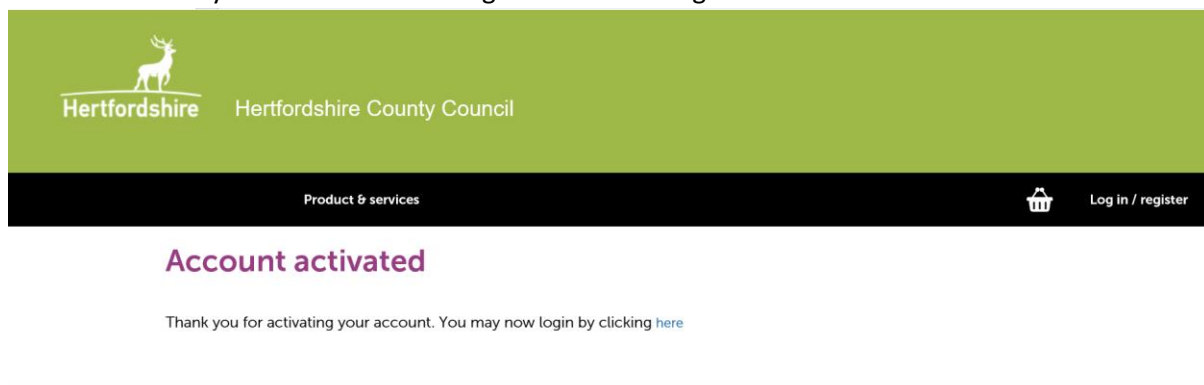 Hertfordshire
Hertfordshire County Council
Product & services
Log in / register
Account activated
Thank you for activating your account. You may now login by clicking here